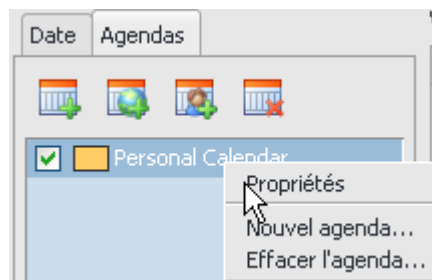 Date Agendas
Personal Calendar
Propriétés
Nouvel agenda...
Effacer l'agenda...